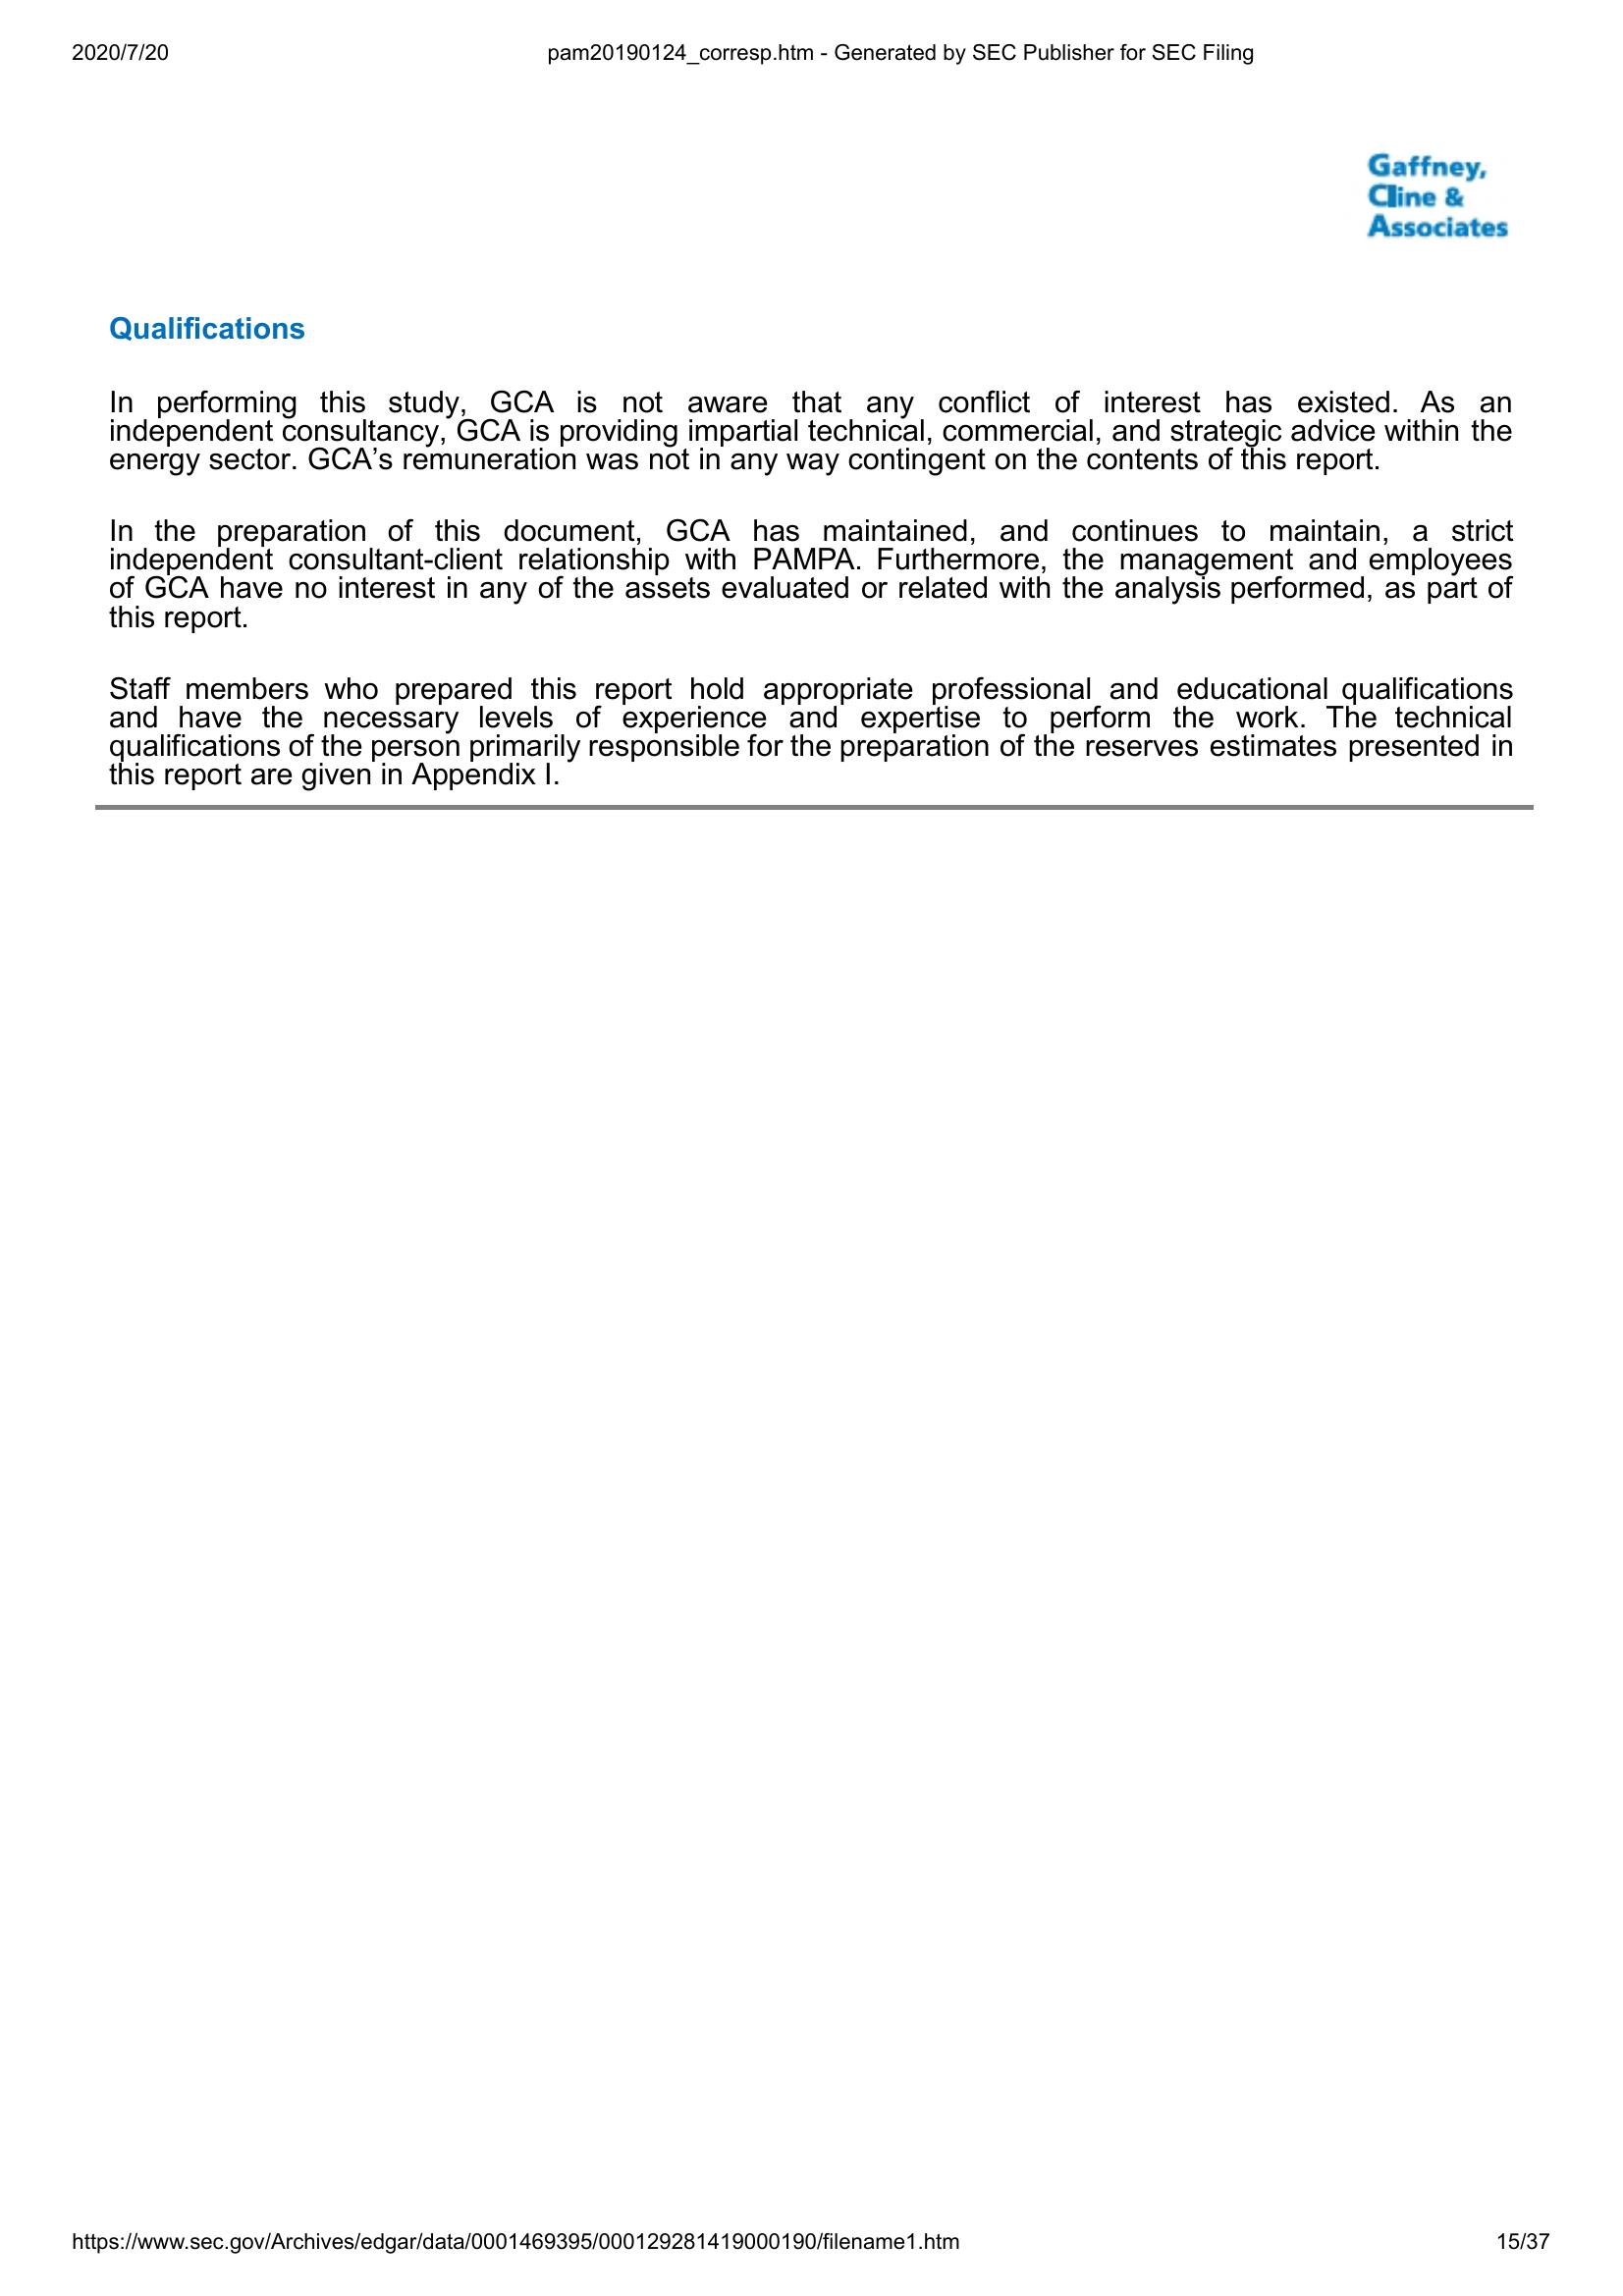 2020/7/20 pam20190124_corresp.htm - Generated by SEC Publisher for SEC Filing
Gaffney,
Cline &
Associates
Qualifications
In performing this study, GCA is not aware that any conflict of interest has existed. As an
independent consultancy, GCA is providing impartial technical, commercial, and strategic advice within the
energy sector. GCA’s remuneration was not in any way contingent on the contents of this report.
In the preparation of this document, GCA has maintained, and continues to maintain, a strict
independent consultant-client relationship with PAMPA. Furthermore, the management and employees
of GCA have no interest in any of the assets evaluated or related with the analysis performed, as part of
this report.
Staff members who prepared this report hold appropriate professional and educational qualifications
and have the necessary levels of experience and expertise to perform the work. The technical
qualifications of the person primarily responsible for the preparation of the reserves estimates presented in
this report are given in Appendix I.
https://www.sec.gov/Archives/edgar/data/0001469395/000129281419000190/filename1.htm 15/37